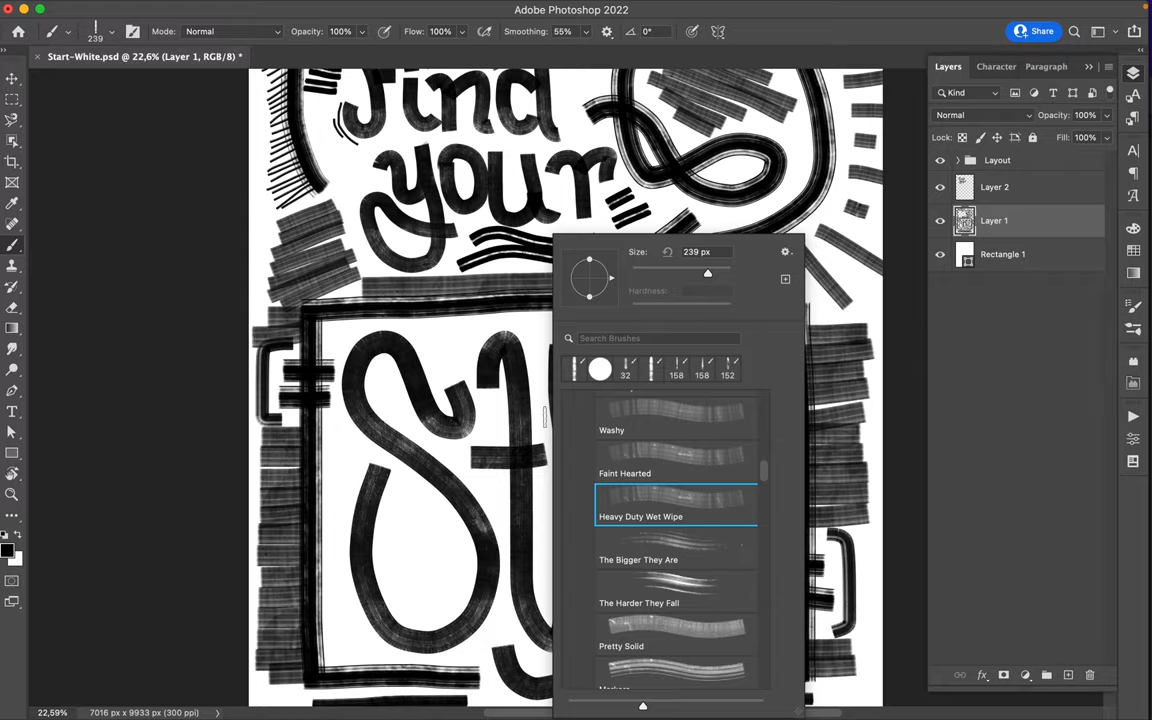 Adobe Photoshop 2022
239
Mode: Normal
Opacity: 100%
Flow: 100%
Smoothing: 55%
0°
Share
Start-White.psd @ 22,6% (Layer 1, RGB/8) *
Layers
Character
Paragraph
Kind
Normal
Opacity: 100%
Lock:
Fill: 100%
Layout
Layer 2
Layer 1
Rectangle 1
find
your
St
Size:
239 px
Hardness:
Search Brushes
32
158
158
152
Washy
Faint Hearted
Heavy Duty Wet Wipe
The Bigger They Are
The Harder They Fall
Pretty Solid
22,59%
7016 px x 9933 px (300 ppi)